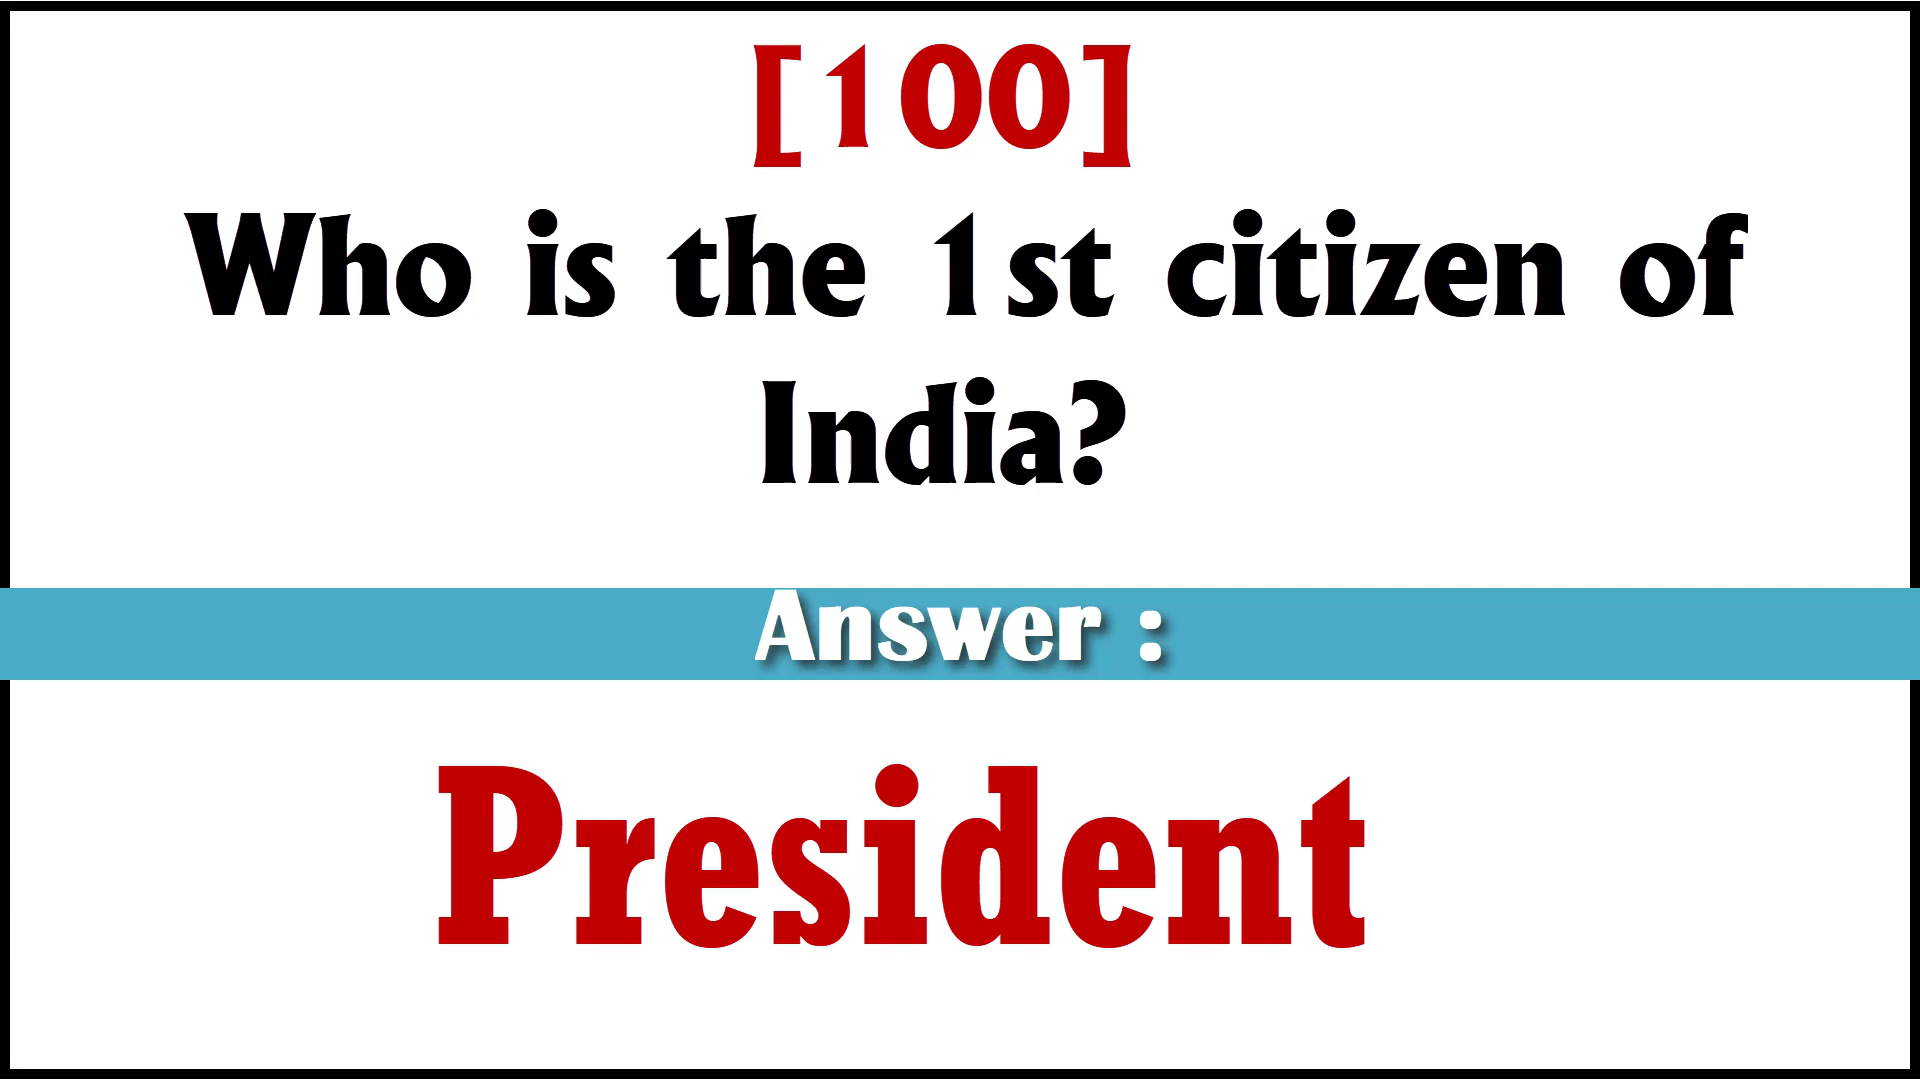 [100]
Who is the 1st citizen of
India?
Answer :
President